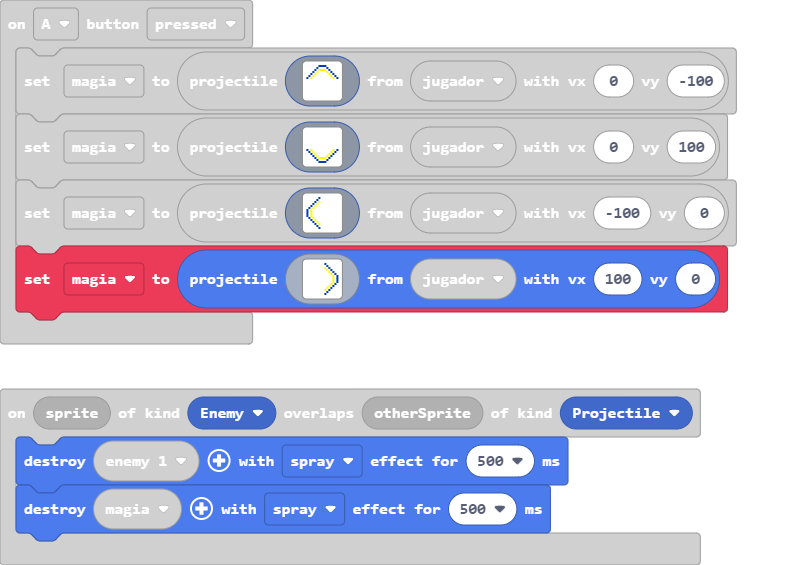 on A button pressed
set magia to projectile from jugador with vx 0 vy -100
set magia to projectile from jugador with vx 0 vy 100
set magia to projectile from jugador with vx -100 vy 0
set magia to projectile from jugador with vx 100 vy 0
on sprite of kind Enemy overlaps otherSprite of kind Projectile
destroy enemy 1 with spray effect for 500 ms
destroy magia with spray effect for 500 ms